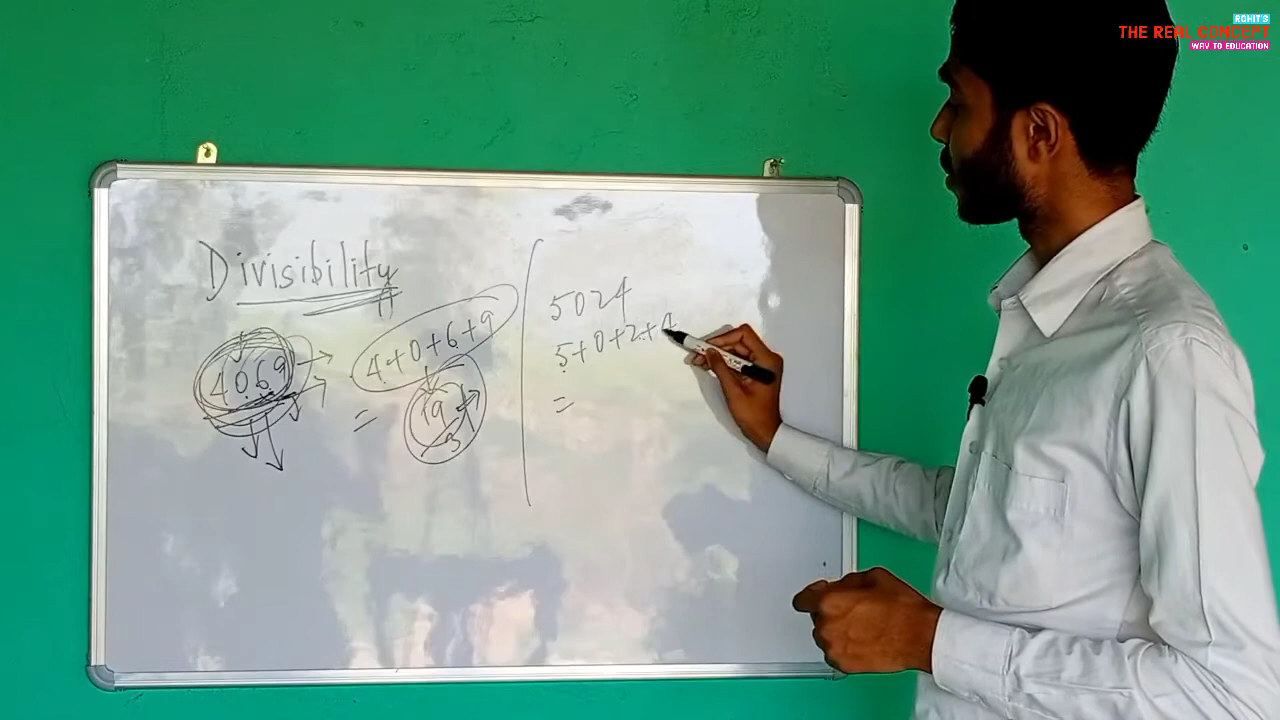 ROHIT'S
THE REAL CONCEPT
WAY TO EDUCATION
Divisibility
4069
4+0+6+9
= 19
5024
5+0+2+4
=